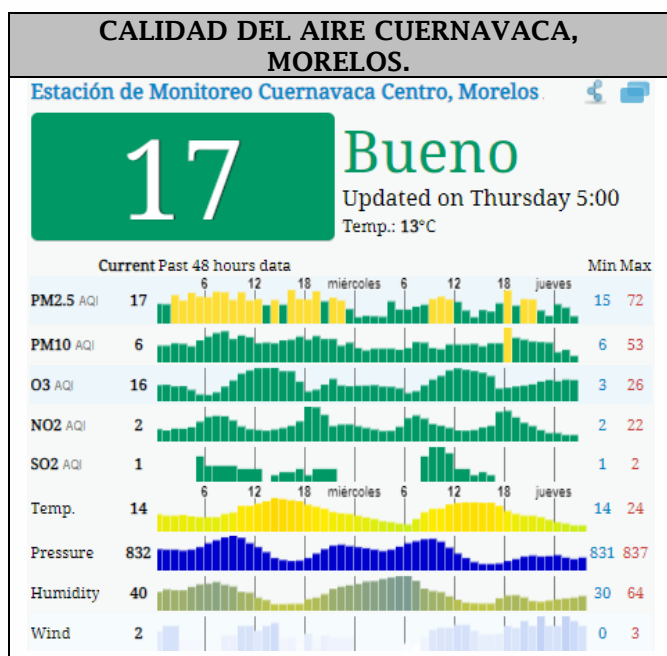 CALIDAD DEL AIRE CUERNAVACA,
MORELOS.
Estación de Monitoreo Cuernavaca Centro, Morelos.
17
Bueno
Updated on Thursday 5:00
Temp.: 13°C
Current Past 48 hours data Min Max
6 12 18 miércoles 6 12 18 jueves
PM2.5 AQI 17 15 72
PM10 AQI 6 6 53
O3 AQI 16 3 26
NO2 AQI 2 2 22
SO2 AQI 1 1 2
6 12 18 miércoles 6 12 18 jueves
Temp. 14 14 24
Pressure 832 831 837
Humidity 40 30 64
Wind 2 0 3